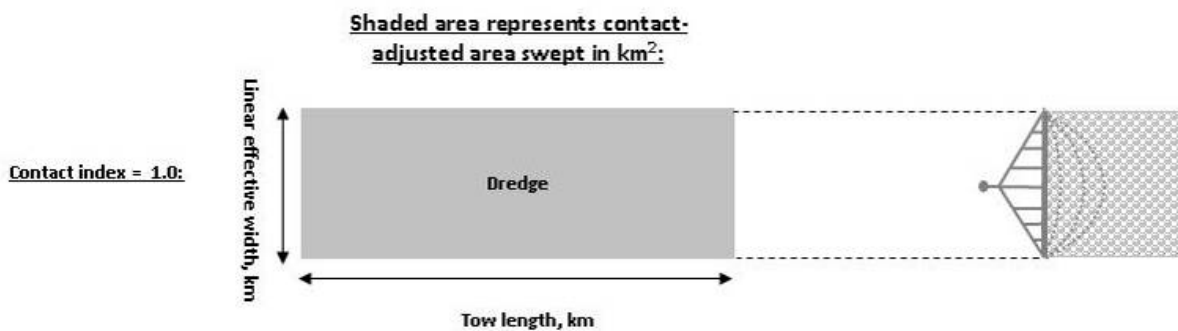 Shaded area represents contact-
adjusted area swept in km²:
Linear effective width, km
Contact index = 1.0:
Dredge
Tow length, km